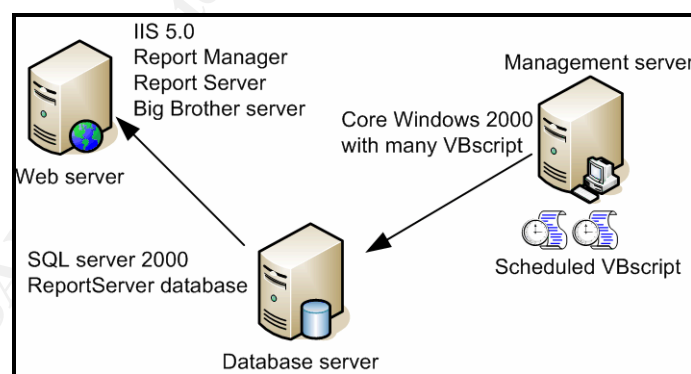 IIS 5.0
Report Manager
Report Server
Big Brother server
Web server
Management server
Core Windows 2000
with many VBscript
Scheduled VBscript
SQL server 2000
ReportServer database
Database server